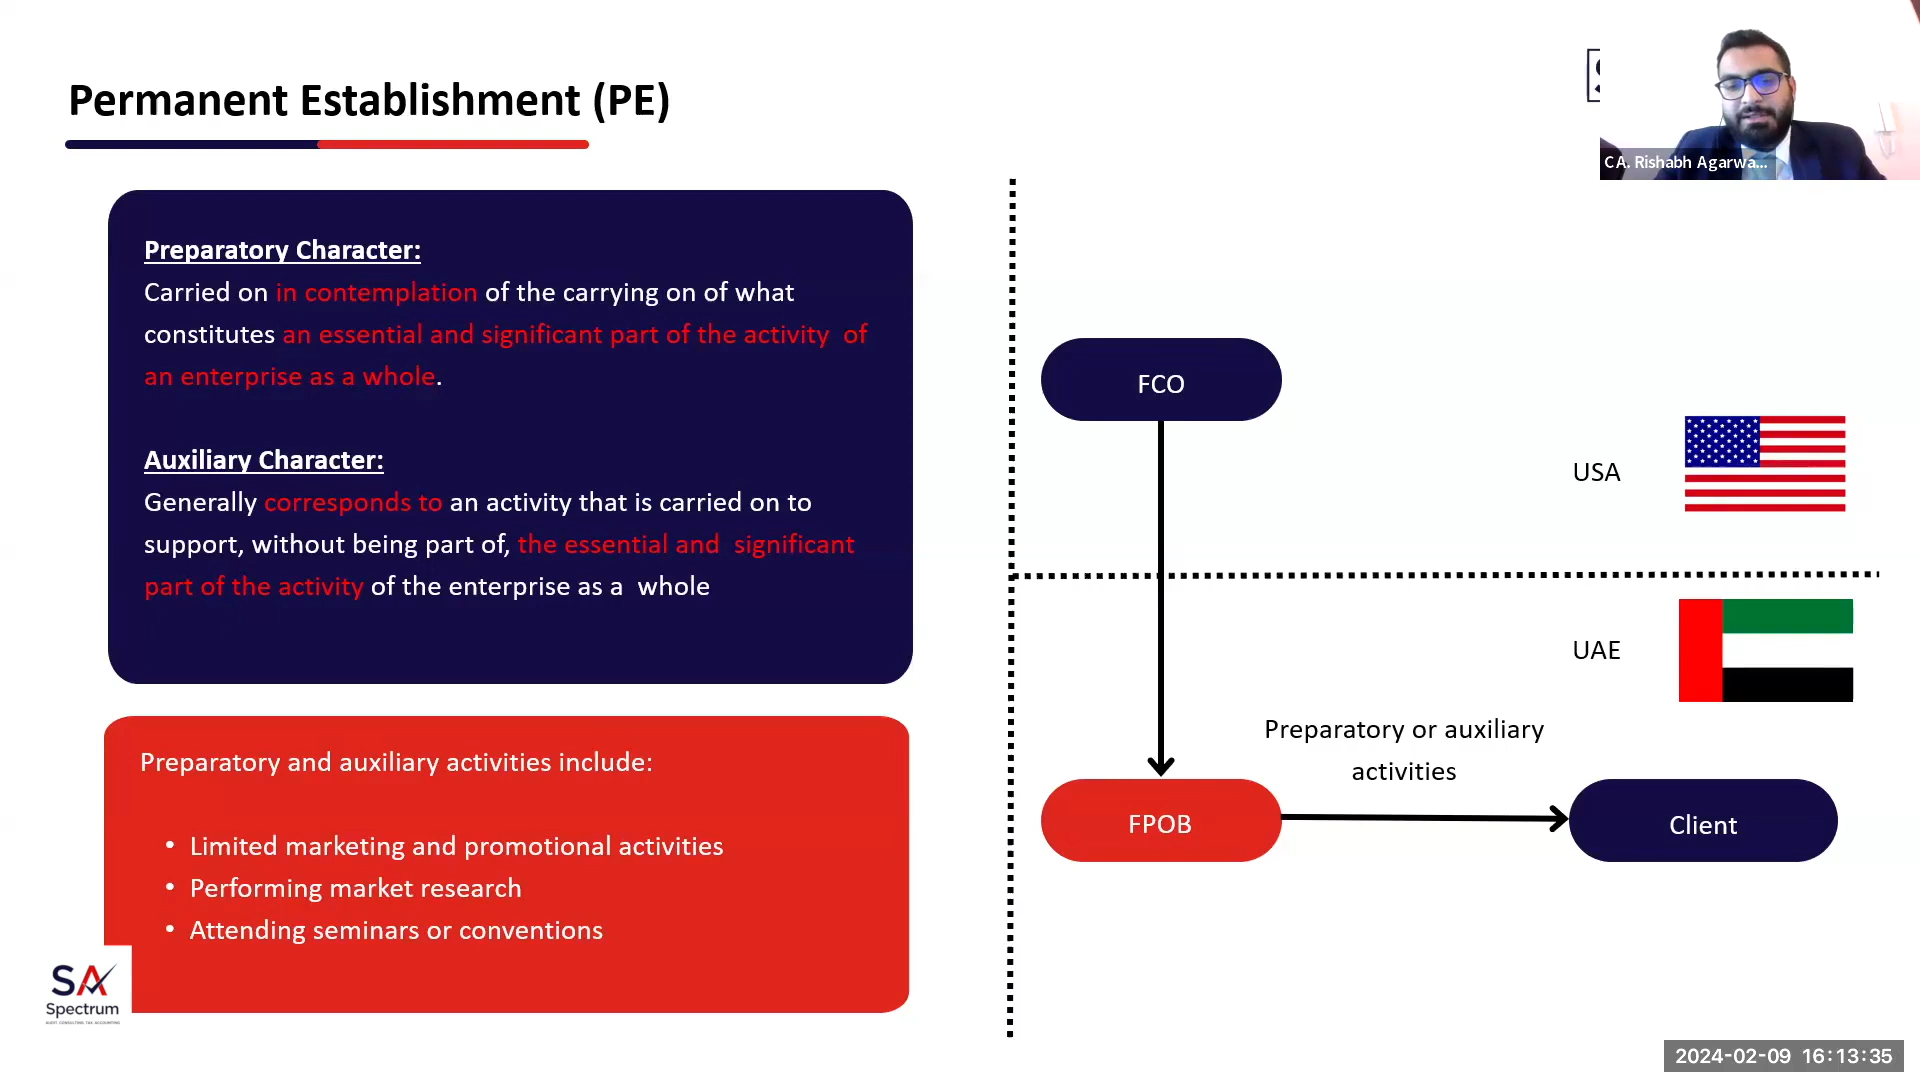 Permanent Establishment (PE)
CA. Rishabh Agarwa...
Preparatory Character:
Carried on in contemplation of the carrying on of what
constitutes an essential and significant part of the activity of
an enterprise as a whole.
Auxiliary Character:
Generally corresponds to an activity that is carried on to
support, without being part of, the essential and significant
part of the activity of the enterprise as a whole
Preparatory and auxiliary activities include:
• Limited marketing and promotional activities
• Performing market research
• Attending seminars or conventions
SA
Spectrum
AUDIT. CONSULTING. TAX. ACCOUNTING
FCO
USA
UAE
Preparatory or auxiliary
activities
FPOB
Client
2024-02-09 16:13:35